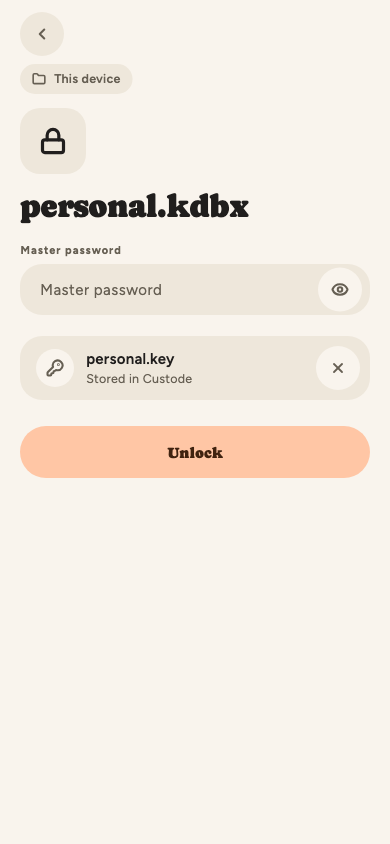 This device
personal.kdbx
Master password
Master password
personal.key
Stored in Custode
Unlock